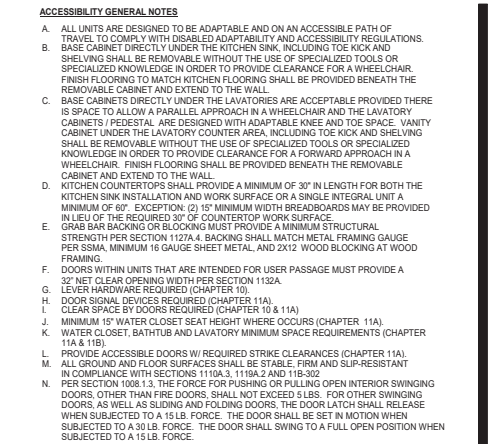 ACCESSIBILITY GENERAL NOTES
A. ALL UNITS ARE DESIGNED TO BE ADAPTABLE AND ON AN ACCESSIBLE PATH OF
TRAVEL TO COMPLY WITH DISABLED ADAPTABILITY AND ACCESSIBILITY REGULATIONS.
B. BASE CABINET DIRECTLY UNDER THE KITCHEN SINK, INCLUDING TOE KICK AND
SHELVING SHALL BE REMOVABLE WITHOUT THE USE OF SPECIALIZED TOOLS OR
SPECIALIZED KNOWLEDGE IN ORDER TO PROVIDE CLEARANCE FOR A WHEELCHAIR.
FINISH FLOORING TO MATCH KITCHEN FLOORING SHALL BE PROVIDED BENEATH THE
REMOVABLE CABINET AND EXTEND TO THE WALL.
C. BASE CABINETS DIRECTLY UNDER THE LAVATORIES ARE ACCEPTABLE PROVIDED THERE
IS SPACE TO ALLOW A PARALLEL APPROACH IN A WHEELCHAIR AND THE LAVATORY
CABINETS / PEDESTAL ARE DESIGNED WITH ADAPTABLE KNEE AND TOE SPACE. VANITY
CABINET UNDER THE LAVATORY COUNTER AREA, INCLUDING TOE KICK AND SHELVING
SHALL BE REMOVABLE WITHOUT THE USE OF SPECIALIZED TOOLS OR SPECIALIZED
KNOWLEDGE IN ORDER TO PROVIDE CLEARANCE FOR A FORWARD APPROACH IN A
WHEELCHAIR. FINISH FLOORING SHALL BE PROVIDED BENEATH THE REMOVABLE
CABINET AND EXTEND TO THE WALL.
D. KITCHEN COUNTERTOPS SHALL PROVIDE A MINIMUM OF 30" IN LENGTH FOR BOTH THE
KITCHEN SINK INSTALLATION AND WORK SURFACE OR A SINGLE INTEGRAL UNIT A
MINIMUM OF 60". EXCEPTION: (2) 15" MINIMUM WIDTH BREADBOARDS MAY BE PROVIDED
IN LIEU OF THE REQUIRED 30" OF COUNTERTOP WORK SURFACE.
E. GRAB BAR BACKING OR BLOCKING MUST PROVIDE A MINIMUM STRUCTURAL
STRENGTH PER SECTION 1127A.4. BACKING SHALL MATCH METAL FRAMING GAUGE
PER SSMA, MINIMUM 16 GAUGE SHEET METAL, AND 2X12 WOOD BLOCKING AT WOOD
FRAMING.
F. DOORS WITHIN UNITS THAT ARE INTENDED FOR USER PASSAGE MUST PROVIDE A
32" NET CLEAR OPENING WIDTH PER SECTION 1132A.
G. LEVER HARDWARE REQUIRED (CHAPTER 10).
H. DOOR SIGNAL DEVICES REQUIRED (CHAPTER 11A).
I. CLEAR SPACE BY DOORS REQUIRED (CHAPTER 10 & 11A)
J. MINIMUM 15" WATER CLOSET SEAT HEIGHT WHERE OCCURS (CHAPTER 11A).
K. WATER CLOSET, BATHTUB AND LAVATORY MINIMUM SPACE REQUIREMENTS (CHAPTER
11A & 11B).
L. PROVIDE ACCESSIBLE DOORS W/ REQUIRED STRIKE CLEARANCES (CHAPTER 11A).
M. ALL GROUND AND FLOOR SURFACES SHALL BE STABLE, FIRM AND SLIP-RESISTANT
IN COMPLIANCE WITH SECTIONS 1110A.3, 1119A.2 AND 11B-302
N. PER SECTION 1008.1.3, THE FORCE FOR PUSHING OR PULLING OPEN INTERIOR SWINGING
DOORS, OTHER THAN FIRE DOORS, SHALL NOT EXCEED 5 LBS. FOR OTHER SWINGING
DOORS, AS WELL AS SLIDING AND FOLDING DOORS, THE DOOR LATCH SHALL RELEASE
WHEN SUBJECTED TO A 15 LB. FORCE. THE DOOR SHALL BE SET IN MOTION WHEN
SUBJECTED TO A 30 LB. FORCE. THE DOOR SHALL SWING TO A FULL OPEN POSITION WHEN
SUBJECTED TO A 15 LB. FORCE.